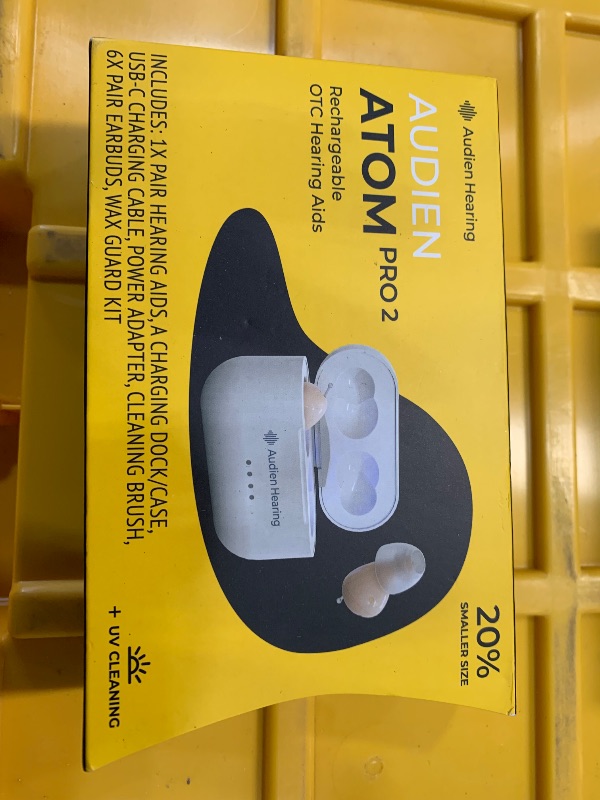 Audien Hearing
AUDIEN
ATOM PRO 2
Rechargeable
OTC Hearing Aids
20%
SMALLER SIZE
Audien Hearing
INCLUDES: 1X PAIR HEARING AIDS, A CHARGING DOCK/CASE,
USB-C CHARGING CABLE, POWER ADAPTER, CLEANING BRUSH,
6X PAIR EARBUDS, WAX GUARD KIT
+ UV CLEANING